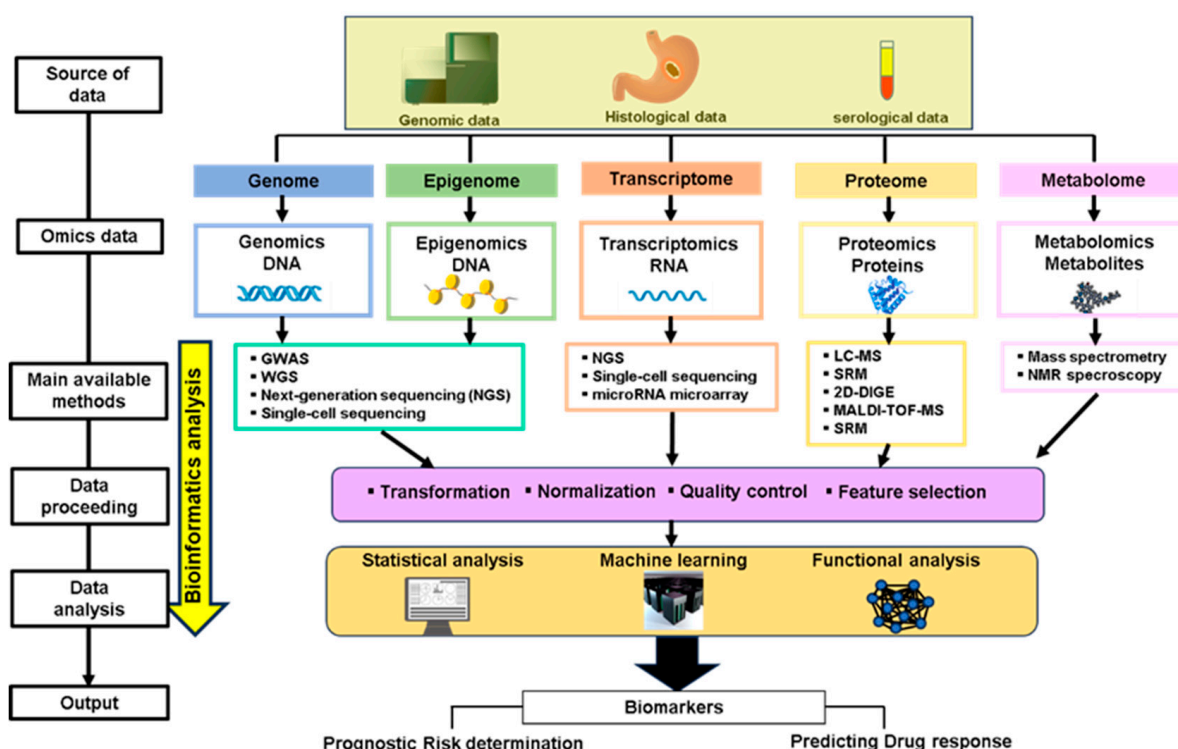 Source of
data
Genomic data
Histological data
serological data
Genome
Epigenome
Transcriptome
Proteome
Metabolome
Omics data
Genomics
DNA
Epigenomics
DNA
Transcriptomics
RNA
Proteomics
Proteins
Metabolomics
Metabolites
Bioinformatics analysis
Main available
methods
▪ GWAS
▪ WGS
▪ Next-generation sequencing (NGS)
▪ Single-cell sequencing
▪ NGS
▪ Single-cell sequencing
▪ microRNA microarray
▪ LC-MS
▪ SRM
▪ 2D-DIGE
▪ MALDI-TOF-MS
▪ SRM
▪ Mass spectrometry
▪ NMR specroscopy
Data
proceeding
▪ Transformation ▪ Normalization ▪ Quality control ▪ Feature selection
Data
analysis
Statistical analysis
Machine learning
Functional analysis
Output
Biomarkers
Prognostic Risk determination
Predicting Drug response